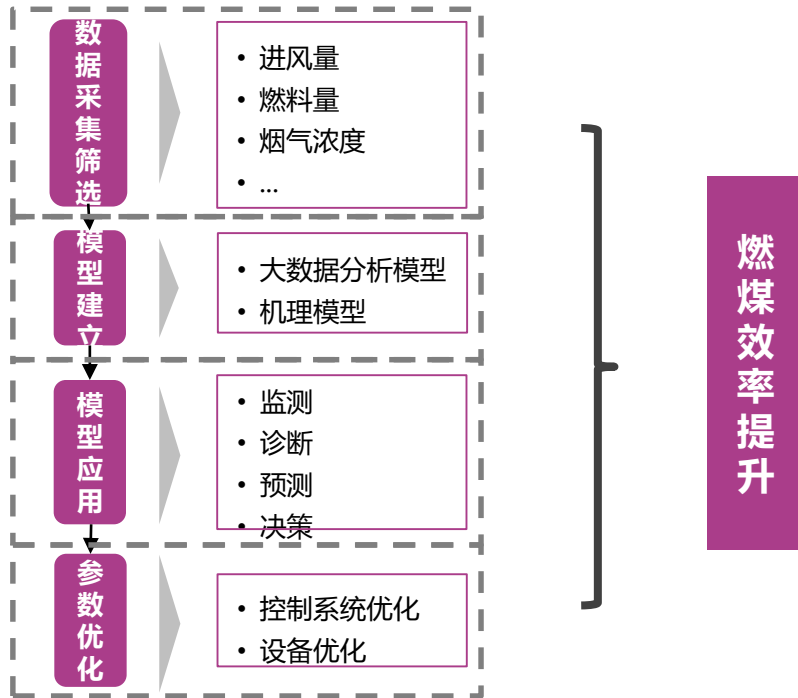 数据采集筛选
• 进风量
• 燃料量
• 烟气浓度
• ...
模型建立
• 大数据分析模型
• 机理模型
模型应用
• 监测
• 诊断
• 预测
• 决策
参数优化
• 控制系统优化
• 设备优化
燃煤效率提升